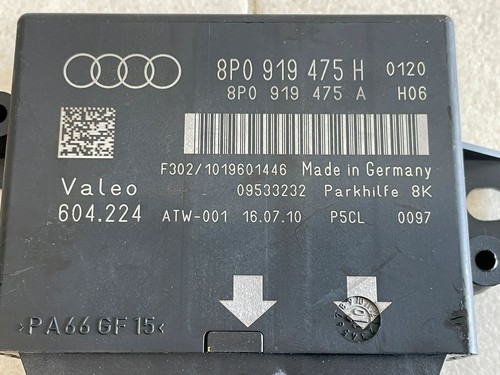 8P0 919 475 H 0120
8P0 919 475 A H06
F302/1019601446 Made in Germany
Valeo 09533232 Parkhilfe 8K
604.224 ATW-001 16.07.10 P5CL 0097
>PA66 GF15<